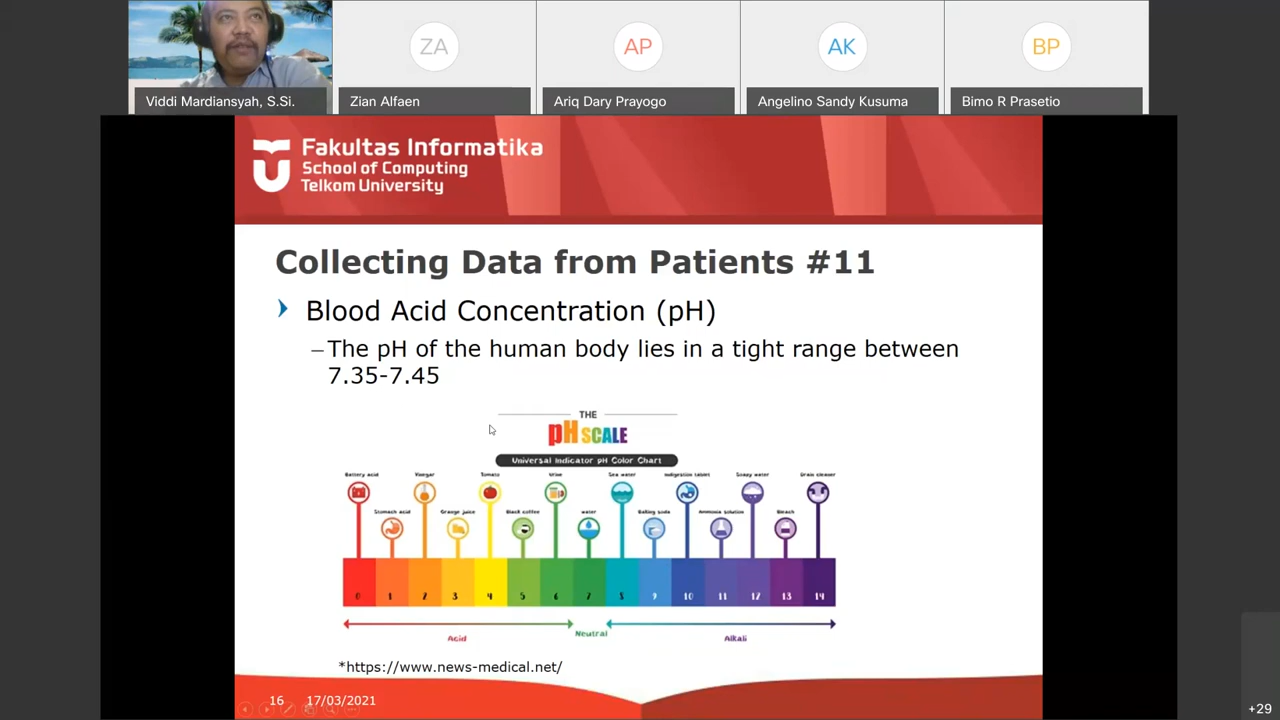 ZA
AP
AK
BP
Viddi Mardiansyah, S.Si.
Zian Alfaen
Ariq Dary Prayogo
Angelino Sandy Kusuma
Bimo R Prasetio
Fakultas Informatika
School of Computing
Telkom University
Collecting Data from Patients #11
Blood Acid Concentration (pH)
–The pH of the human body lies in a tight range between
7.35-7.45
THE
pH SCALE
Universal Indicator pH Color Chart
Battery acid Vinegar Tomato Urine Sea water Indigestion tablet Soapy water Drain cleaner
Stomach acid Orange juice Black coffee water Baking soda Ammonia solution Bleach
0 1 2 3 4 5 6 7 8 9 10 11 12 13 14
Acid Neutral Alkali
*https://www.news-medical.net/
16 17/03/2021
+29